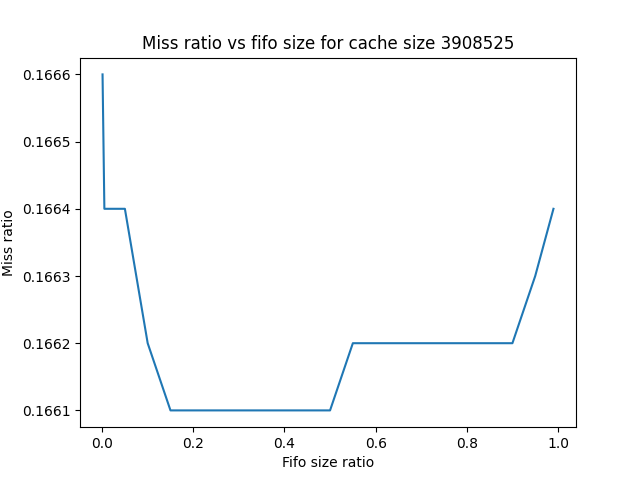 Miss ratio vs fifo size for cache size 3908525
0.1666
0.1665
0.1664
0.1663
0.1662
0.1661
Miss ratio
0.0 0.2 0.4 0.6 0.8 1.0
Fifo size ratio